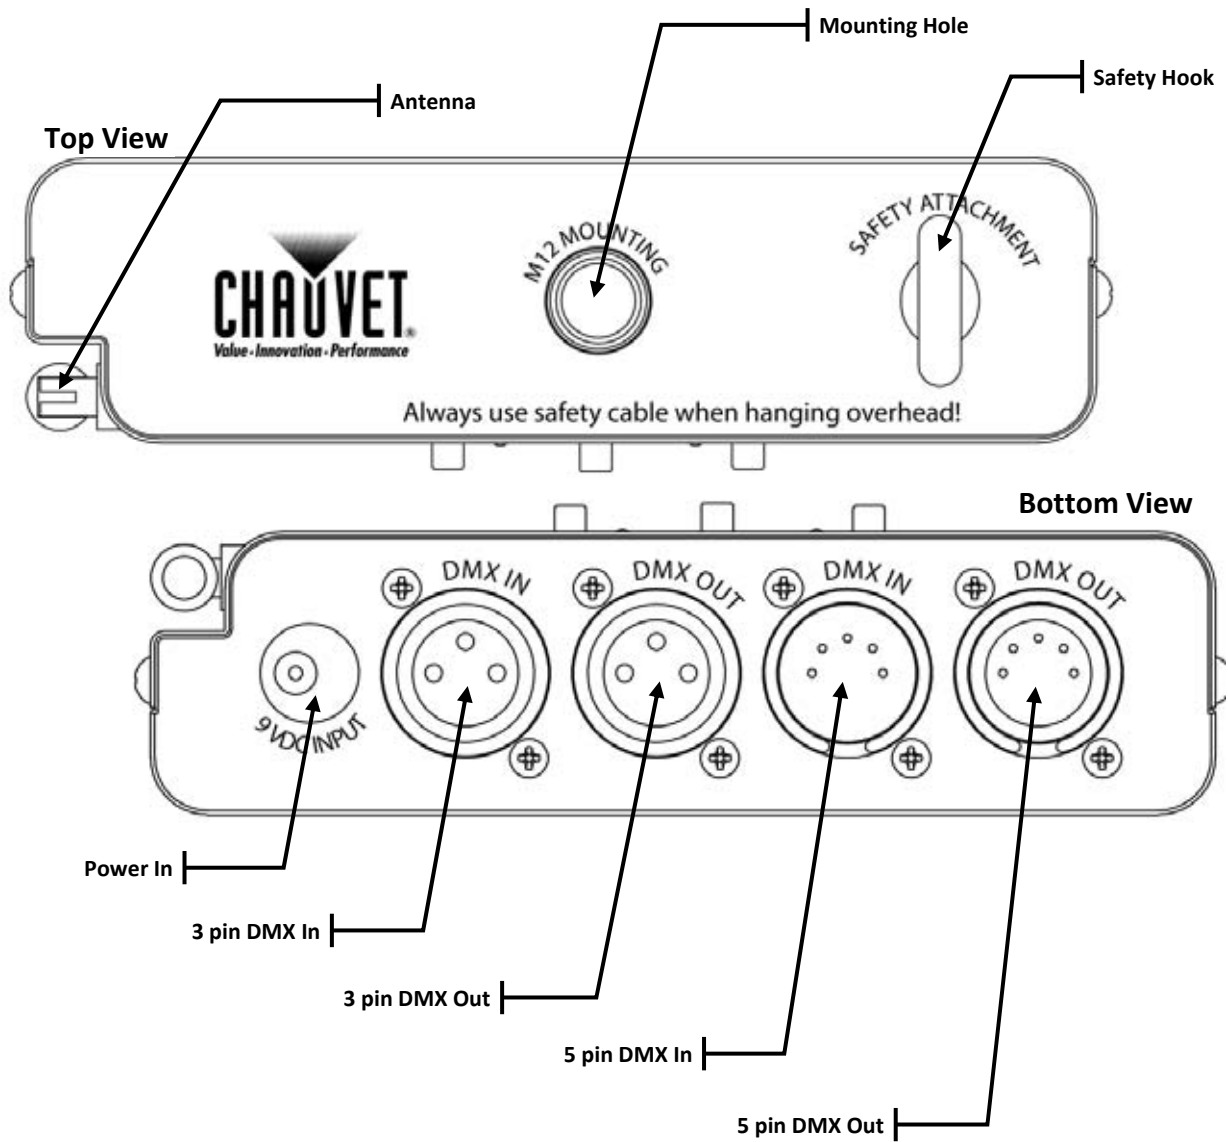 Mounting Hole
Safety Hook
Antenna
Top View
M12 MOUNTING
SAFETY ATTACHMENT
CHAUVET®
Value - Innovation - Performance
Always use safety cable when hanging overhead!
Bottom View
DMX IN
DMX OUT
DMX IN
DMX OUT
9 VDC INPUT
Power In
3 pin DMX In
3 pin DMX Out
5 pin DMX In
5 pin DMX Out